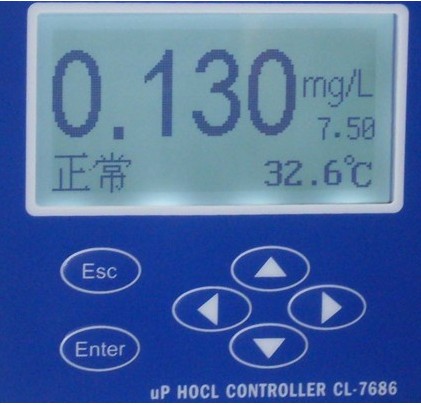 0.130 mg/L
7.50
正常 32.6℃
Esc
Enter
uP HOCL CONTROLLER CL-7686